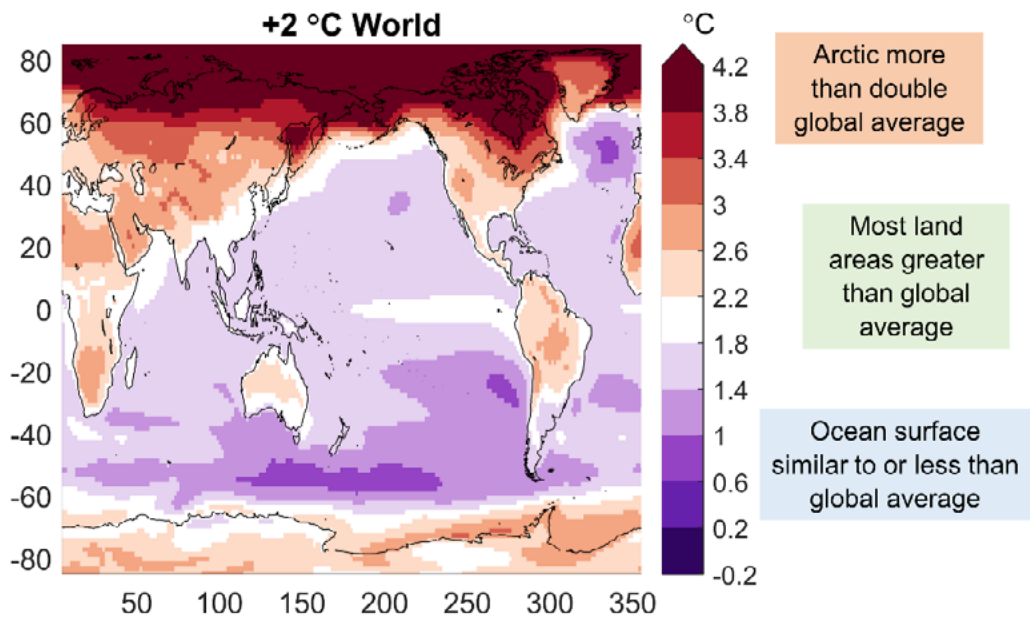 +2 °C World
°C
80
60
40
20
0
-20
-40
-60
-80
50
100
150
200
250
300
350
4.2
3.8
3.4
3
2.6
2.2
1.8
1.4
1
0.6
0.2
-0.2
Arctic more
than double
global average
Most land
areas greater
than global
average
Ocean surface
similar to or less than
global average